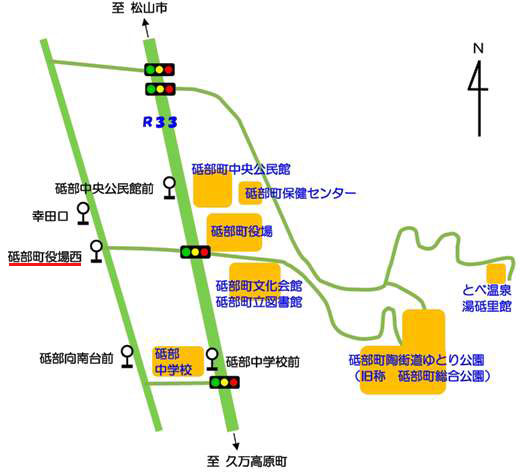 至 松山市
N
R33
砥部町中央公民館
砥部中央公民館前
砥部町保健センター
幸田口
砥部町役場
砥部町役場西
砥部町文化会館
砥部町立図書館
とべ温泉
湯砥里館
砥部向南台前
砥部
中学校
砥部中学校前
砥部町陶街道ゆとり公園
（旧称　砥部町総合公園）
至 久万高原町